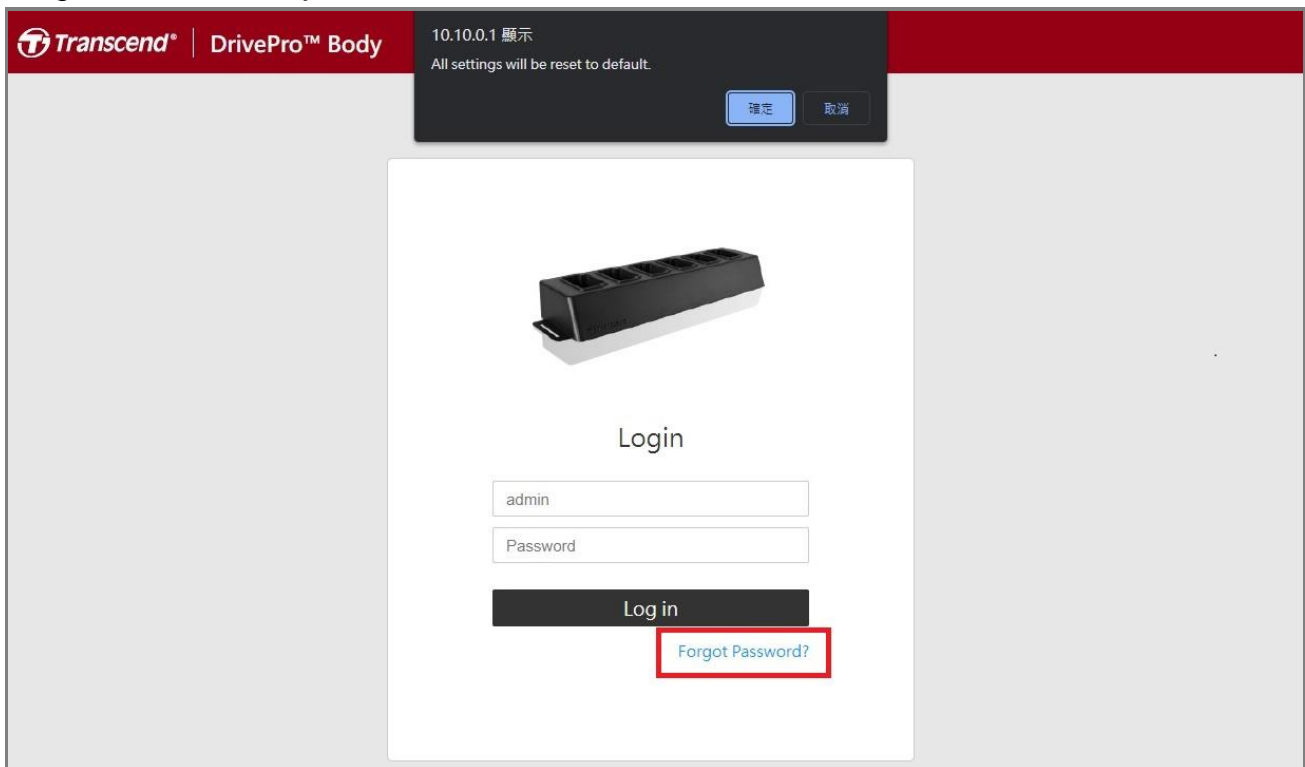 Transcend® | DrivePro™ Body
10.10.0.1 顯示
All settings will be reset to default.
確定 取消
Login
admin
Password
Log in
Forgot Password?